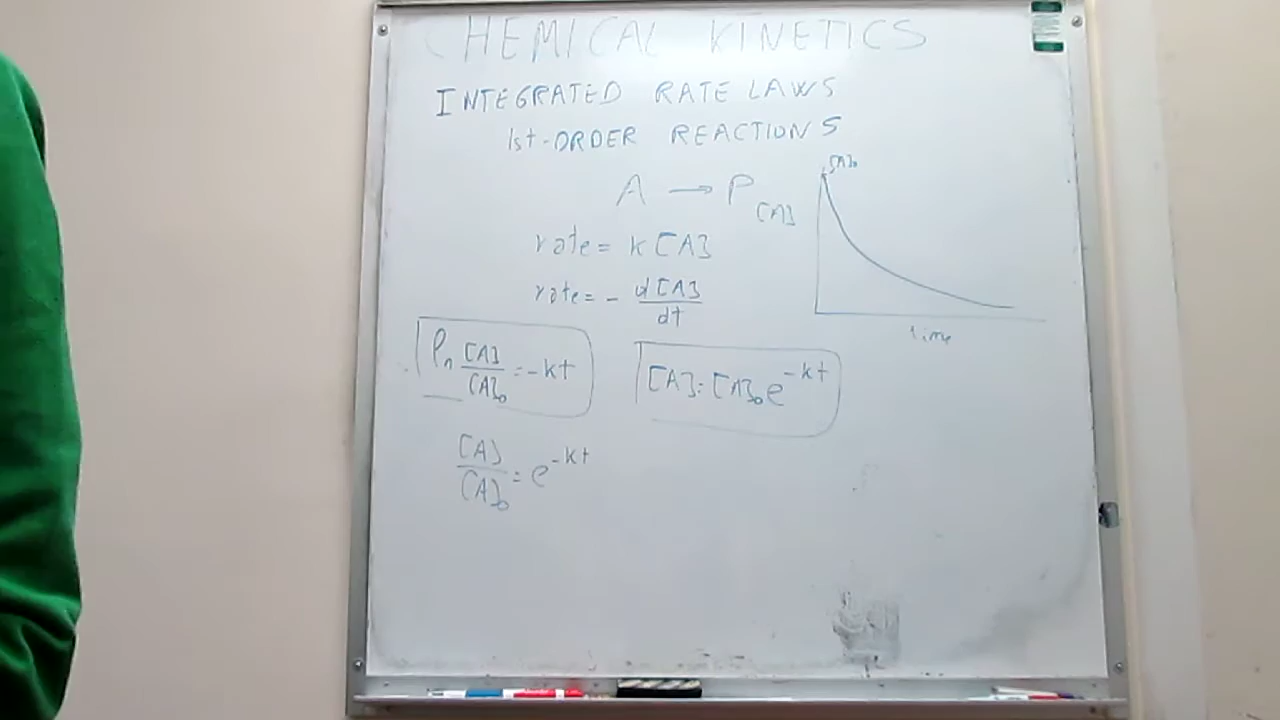 CHEMICAL KINETICS
INTEGRATED RATE LAWS
1st-ORDER REACTIONS
A → P
rate = k[A]
rate = - d[A]/dt
ln [A]/[A]₀ = -kt
[A] = [A]₀ e^-kt
[A]/[A]₀ = e^-kt
[A]₀
[A]
time